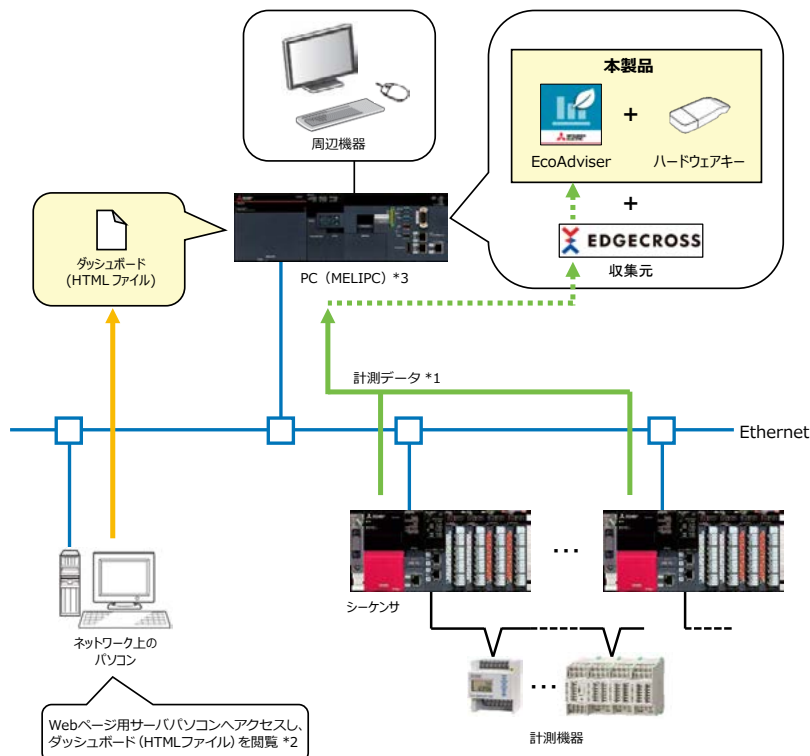 周辺機器
本製品
+
MITSUBISHI ELECTRIC
EcoAdviser
ハードウェアキー
+
EDGECROSS
収集元
ダッシュボード
(HTML ファイル)
PC（MELIPC）*3
計測データ *1
Ethernet
シーケンサ
...
ネットワーク上の
パソコン
...
計測機器
Webページ用サーバパソコンへアクセスし、
ダッシュボード（HTMLファイル）を閲覧 *2